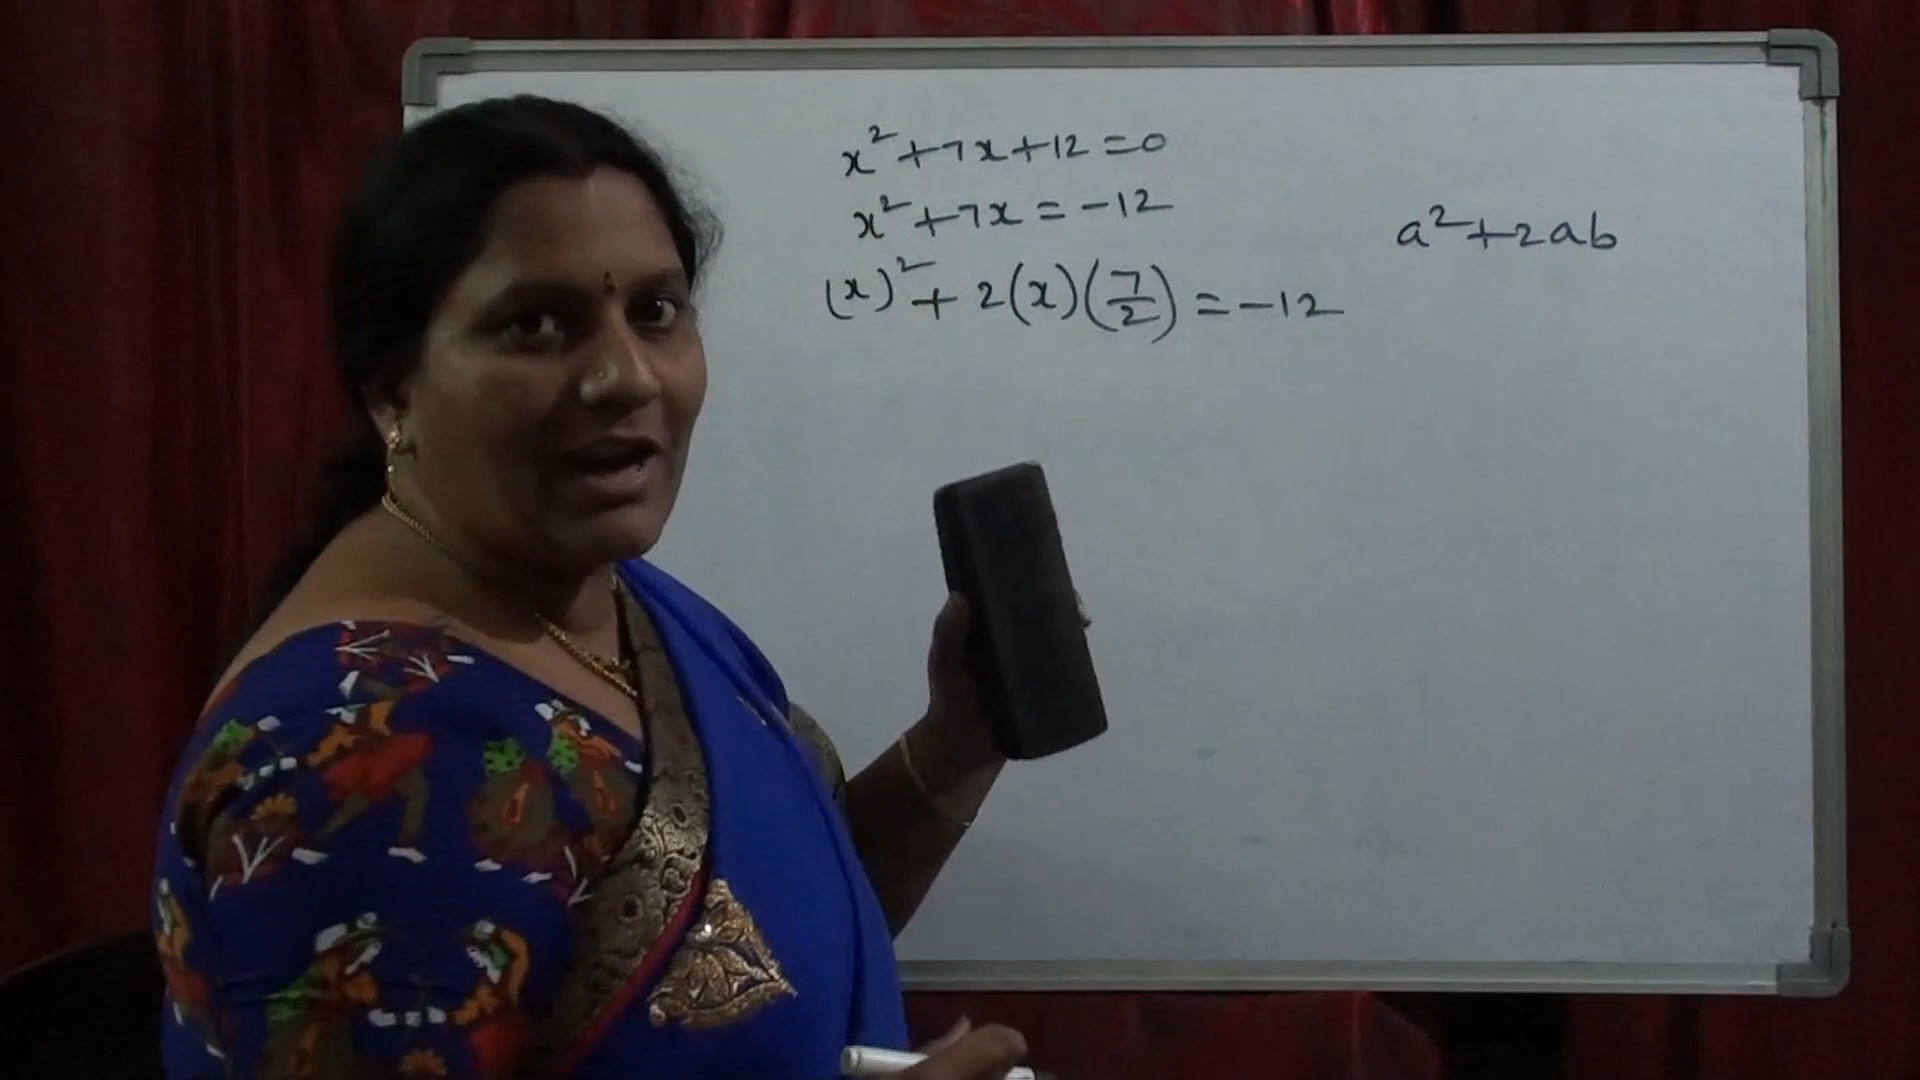 x²+7x+12=0
x²+7x=-12
a²+2ab
(x)²+2(x)(7/2)=-12